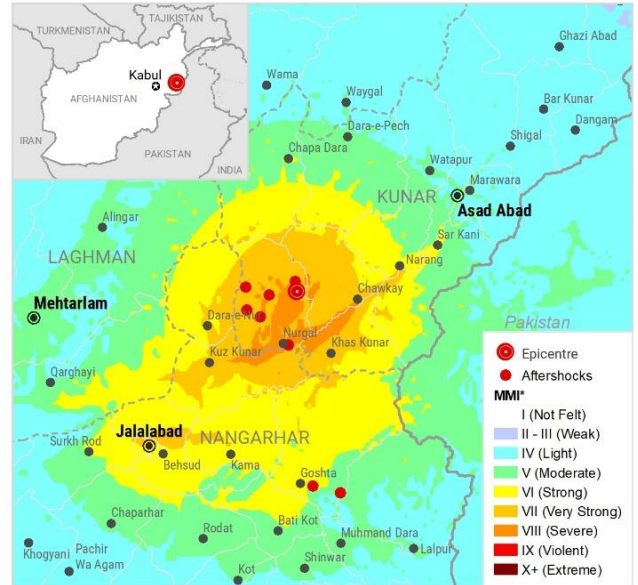 TAJIKISTAN
TURKMENISTAN
Kabul
AFGHANISTAN
IRAN
PAKISTAN
INDIA
Ghazi Abad
Wama
Waygal
Bar Kunar
Dangam
Dara-e-Pech
Shigal
Chapa Dara
Watapur
Marawara
KUNAR
Asad Abad
Alingar
Sar Kani
LAGHMAN
Narang
Mehtarlam
Chawkay
Dara-e-Nur
Pakistan
Nurgal
Khas Kunar
Kuz Kunar
Qarghayi
Jalalabad
NANGARHAR
Surkh Rod
Behsud
Kama
Goshta
Chaparhar
Bati Kot
Rodat
Muhmand Dara
Lalpur
Khogyani
Pachir
Wa Agam
Kot
Shinwar
Epicentre
Aftershocks
MMI*
I (Not Felt)
II - III (Weak)
IV (Light)
V (Moderate)
VI (Strong)
VII (Very Strong)
VIII (Severe)
IX (Violent)
X+ (Extreme)